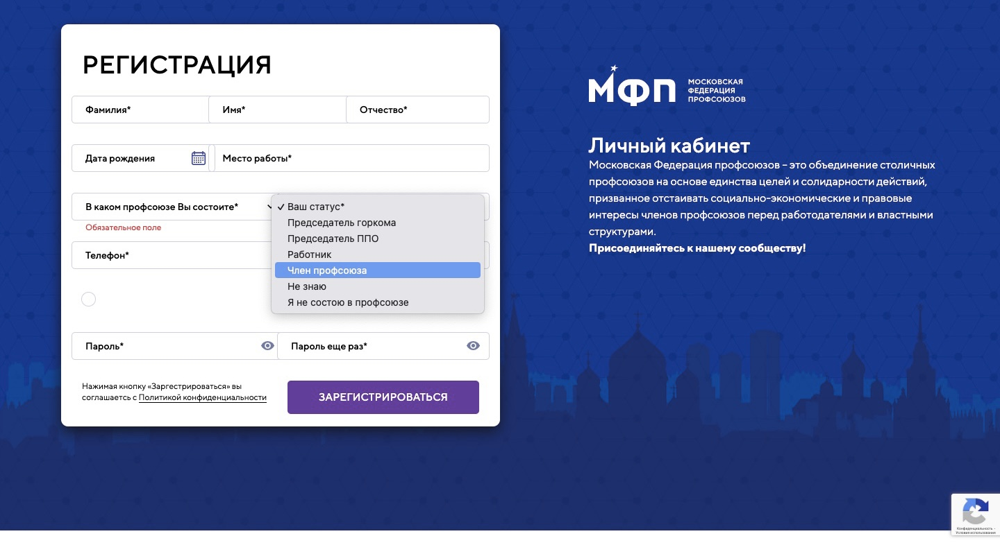 РЕГИСТРАЦИЯ
Фамилия*
Имя*
Отчество*
Дата рождения
Место работы*
В каком профсоюзе Вы состоите*
Обязательное поле
✓ Ваш статус*
Председатель горкома
Председатель ППО
Работник
Член профсоюза
Не знаю
Я не состою в профсоюзе
Телефон*
Пароль*
Пароль еще раз*
Нажимая кнопку «Заргестрироваться» вы
соглашаетсь с Политикой конфиденциальности
ЗАРЕГИСТРИРОВАТЬСЯ
МФП
МОСКОВСКАЯ
ФЕДЕРАЦИЯ
ПРОФСОЮЗОВ
Личный кабинет
Московская Федерация профсоюзов – это объединение столичных
профсоюзов на основе единства целей и солидарности действий,
призванное отстаивать социально-экономические и правовые
интересы членов профсоюзов перед работодателями и властными
структурами.
Присоединяйтесь к нашему сообществу!
Конфиденциальность -
Условия использования